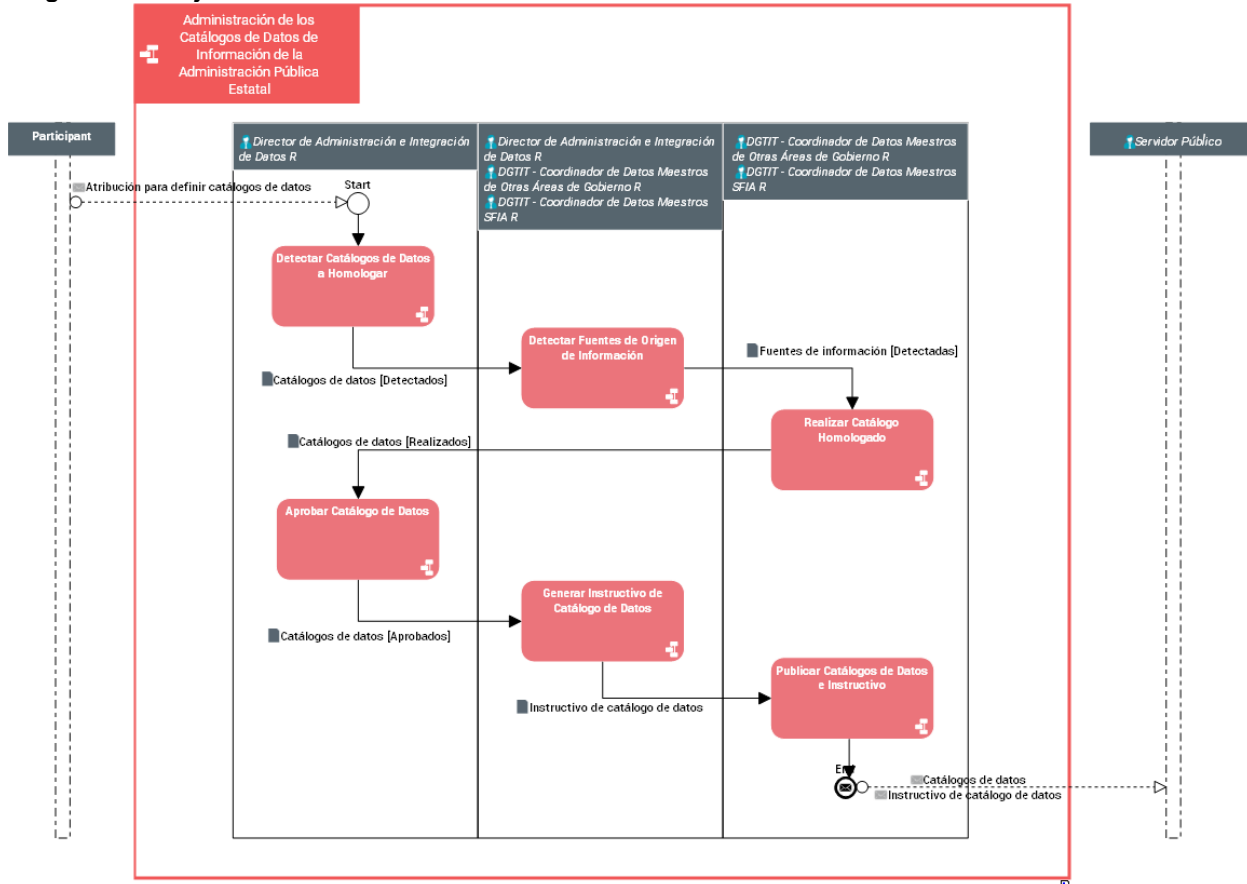 Administración de los
Catálogos de Datos de
Información de la
Administración Pública
Estatal
Participant
Director de Administración e Integración
de Datos R
Director de Administración e Integración
de Datos R
DGTIT - Coordinador de Datos Maestros
de Otras Áreas de Gobierno R
DGTIT - Coordinador de Datos Maestros
SFIA R
DGTIT - Coordinador de Datos Maestros
de Otras Áreas de Gobierno R
DGTIT - Coordinador de Datos Maestros
SFIA R
Servidor Público
Atribución para definir catálogos de datos
Start
Detectar Catálogos de Datos
a Homologar
Detectar Fuentes de Origen
de Información
Fuentes de información [Detectadas]
Catálogos de datos [Detectados]
Realizar Catálogo
Homologado
Catálogos de datos [Realizados]
Aprobar Catálogo de Datos
Generar Instructivo de
Catálogo de Datos
Catálogos de datos [Aprobados]
Publicar Catálogos de Datos
e Instructivo
Instructivo de catálogo de datos
Catálogos de datos
Instructivo de catálogo de datos